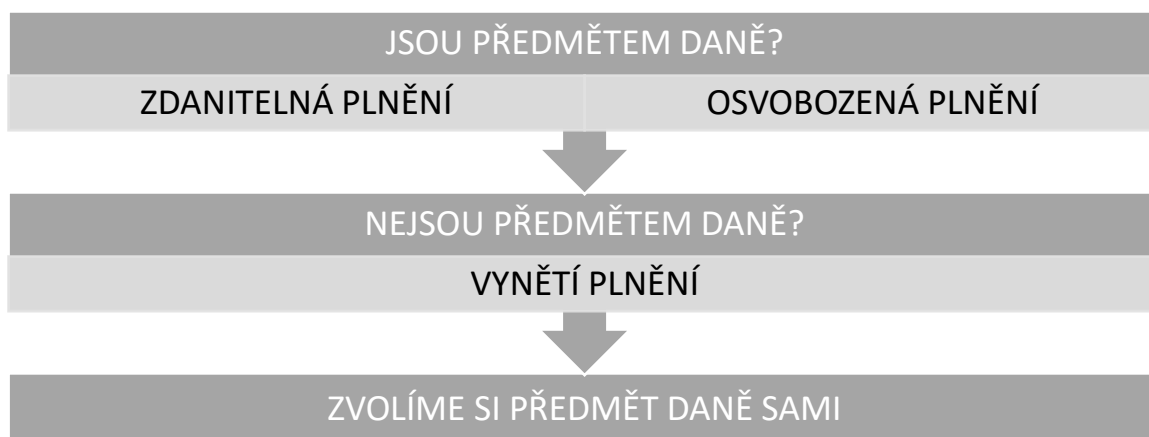 JSOU PŘEDMĚTEM DANĚ?
ZDANITELNÁ PLNĚNÍ
OSVOBOZENÁ PLNĚNÍ
NEJSOU PŘEDMĚTEM DANĚ?
VYNĚTÍ PLNĚNÍ
ZVOLÍME SI PŘEDMĚT DANĚ SAMI